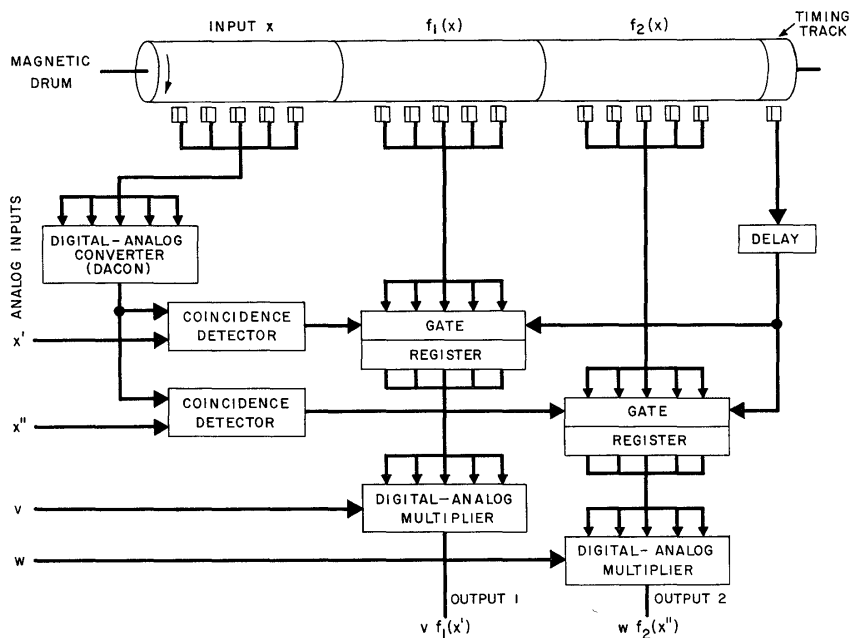 INPUT X
f₁(x)
f₂(x)
TIMING
TRACK
MAGNETIC
DRUM
ANALOG INPUTS
DIGITAL-ANALOG
CONVERTER
(DACON)
DELAY
COINCIDENCE
DETECTOR
GATE
REGISTER
x'
COINCIDENCE
DETECTOR
GATE
REGISTER
x"
DIGITAL-ANALOG
MULTIPLIER
v
DIGITAL-ANALOG
MULTIPLIER
w
OUTPUT 1
OUTPUT 2
v f₁(x')
w f₂(x")